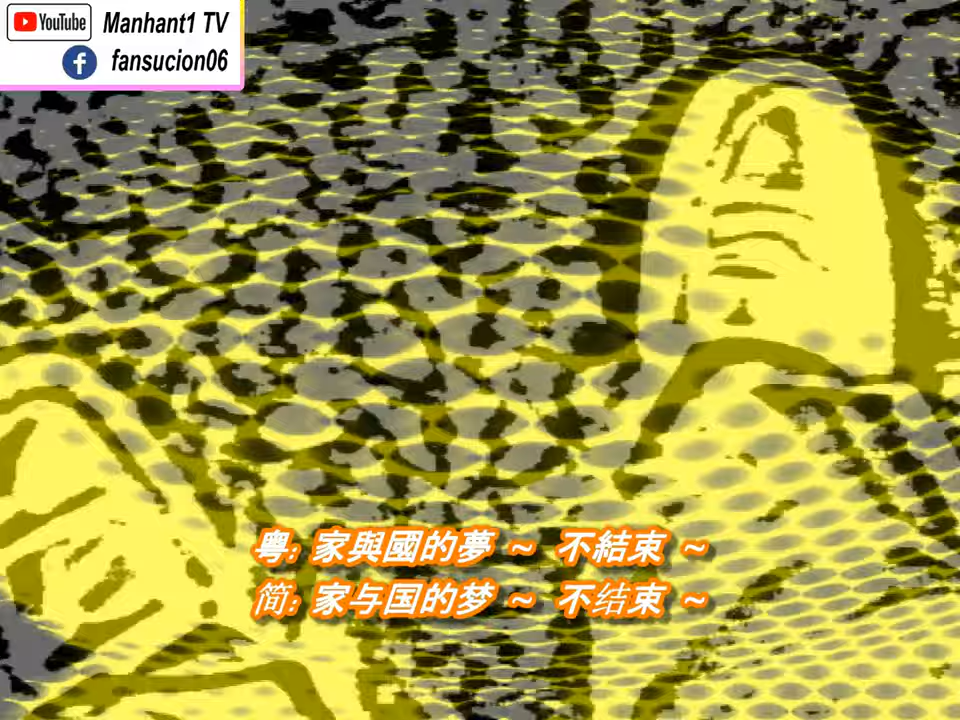 YouTube Manhant1 TV
f fansucion06
粵: 家與國的夢 ~ 不結束 ~
简: 家与国的梦 ~ 不结束 ~